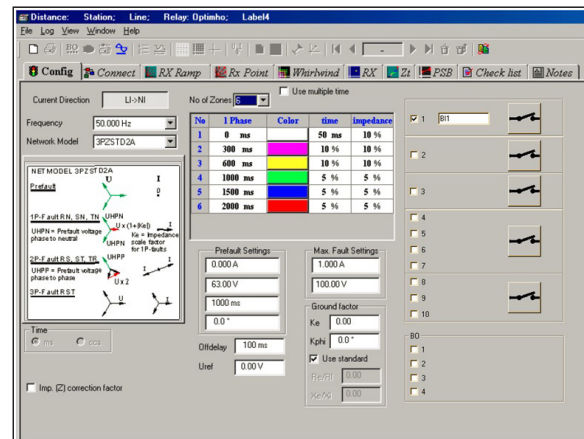 Distance: Station; Line; Relay: Optimho; Label4
File Log View Window Help
Config Connect RX Ramp Rx Point Whirlwind RX Zt PSB Check list Notes
Current Direction LI->NI
No of Zones 6
Use multiple time
Frequency 50.000 Hz
Network Model 3PZSTD2A
No 1 Phase Color time impedance
1 0 ms 50 ms 10 %
2 300 ms 10 % 10 %
3 600 ms 10 % 10 %
4 1000 ms 5 % 5 %
5 1500 ms 5 % 5 %
6 2000 ms 5 % 5 %
NET MODEL 3PZSTD2A
Prefault
U I
0
1P-Fault RN, SN, TN
UHPN
U x (1+|Ke|)
I
UHPN = Prefault voltage phase to neutral
UHPN
Ke = Impedance scale factor for 1P-faults
2P-Fault RS, ST, TR
UHPP
I
I
UHPP = Prefault voltage phase to phase
U x 2
3P-Fault RST
U
I
Time
ms cos
Imp. (Z) correction factor
Prefault Settings
0.000 A
63.00 V
1000 ms
0.0 °
Offdelay 100 ms
Uref 0.00 V
Max. Fault Settings
1.000 A
100.00 V
Ground factor
Ke 0.00
Kphi 0.0 °
Use standard
Re/Rl 0.00
Xe/Xl 0.00
1 BI1
2
3
4
5
6
7
8
9
10
BO
1
2
3
4